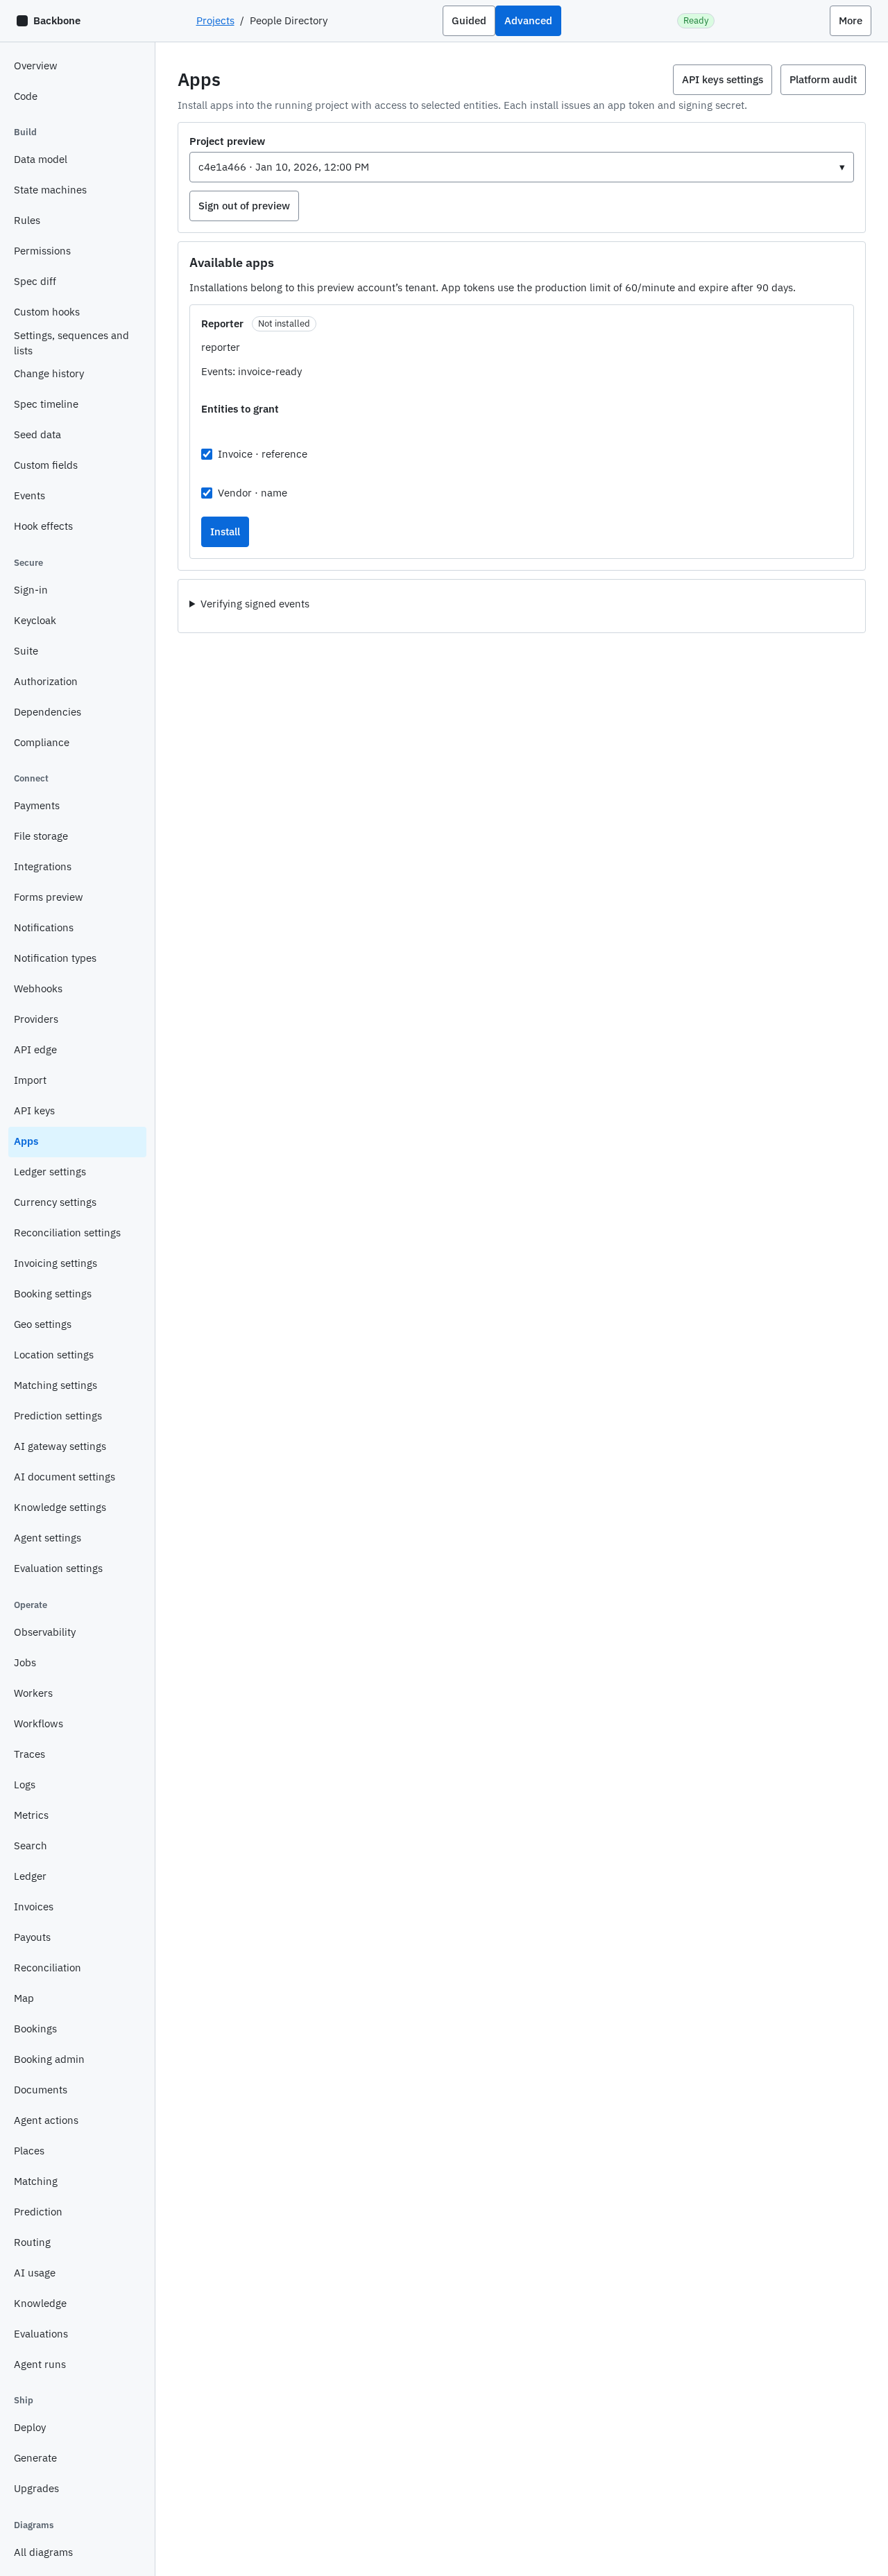 Backbone
Projects / People Directory
Guided
Advanced
Ready
More
Overview
Code
Build
Data model
State machines
Rules
Permissions
Spec diff
Custom hooks
Settings, sequences and
lists
Change history
Spec timeline
Seed data
Custom fields
Events
Hook effects
Secure
Sign-in
Keycloak
Suite
Authorization
Dependencies
Compliance
Connect
Payments
File storage
Integrations
Forms preview
Notifications
Notification types
Webhooks
Providers
API edge
Import
API keys
Apps
Ledger settings
Currency settings
Reconciliation settings
Invoicing settings
Booking settings
Geo settings
Location settings
Matching settings
Prediction settings
AI gateway settings
AI document settings
Knowledge settings
Agent settings
Evaluation settings
Operate
Observability
Jobs
Workers
Workflows
Traces
Logs
Metrics
Search
Ledger
Invoices
Payouts
Reconciliation
Map
Bookings
Booking admin
Documents
Agent actions
Places
Matching
Prediction
Routing
AI usage
Knowledge
Evaluations
Agent runs
Ship
Deploy
Generate
Upgrades
Diagrams
All diagrams
Apps
API keys settings
Platform audit
Install apps into the running project with access to selected entities. Each install issues an app token and signing secret.
Project preview
c4e1a466 · Jan 10, 2026, 12:00 PM
Sign out of preview
Available apps
Installations belong to this preview account’s tenant. App tokens use the production limit of 60/minute and expire after 90 days.
Reporter
Not installed
reporter
Events: invoice-ready
Entities to grant
Invoice · reference
Vendor · name
Install
Verifying signed events